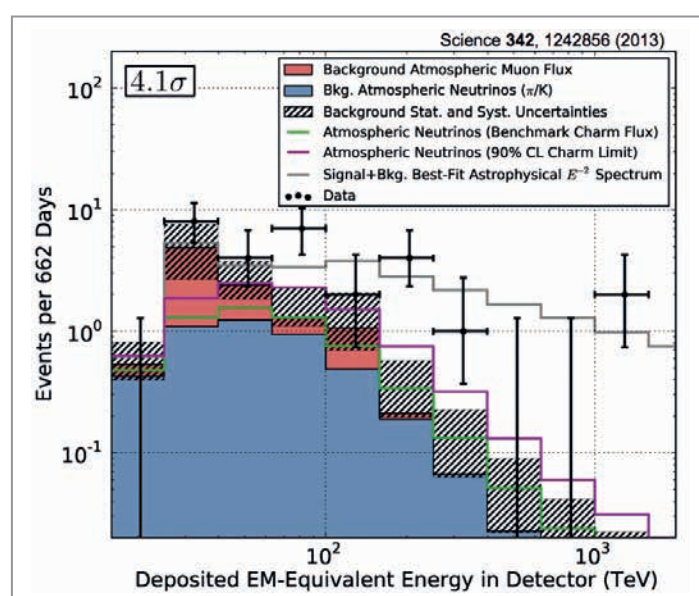 Science 342, 1242856 (2013)
4.1σ
Background Atmospheric Muon Flux
Bkg. Atmospheric Neutrinos (π/K)
Background Stat. and Syst. Uncertainties
Atmospheric Neutrinos (Benchmark Charm Flux)
Atmospheric Neutrinos (90% CL Charm Limit)
Signal+Bkg. Best-Fit Astrophysical E⁻² Spectrum
Data
Events per 662 Days
10²
10¹
10⁰
10⁻¹
10²
10³
Deposited EM-Equivalent Energy in Detector (TeV)